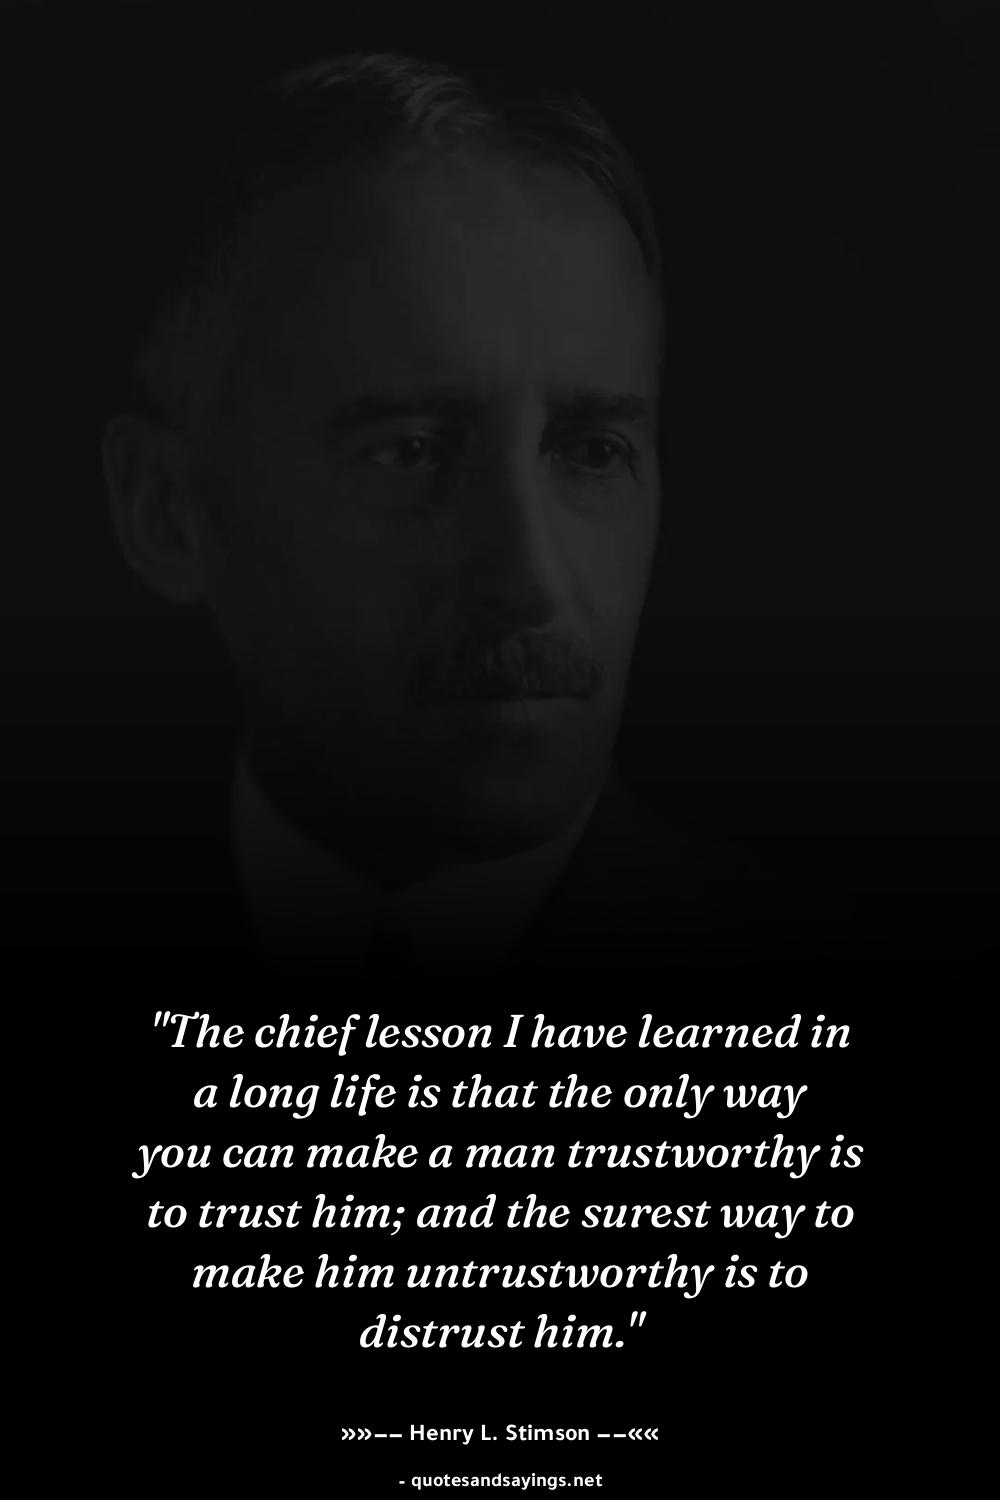 "The chief lesson I have learned in
a long life is that the only way
you can make a man trustworthy is
to trust him; and the surest way to
make him untrustworthy is to
distrust him."
»»–– Henry L. Stimson ––««
- quotesandsayings.net